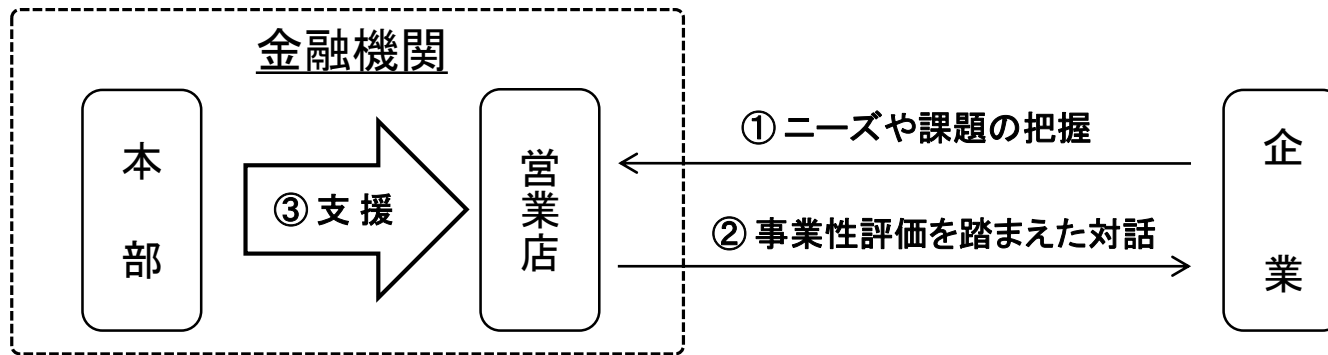 金融機関
本部
③ 支 援
営業店
① ニーズや課題の把握
② 事業性評価を踏まえた対話
企業